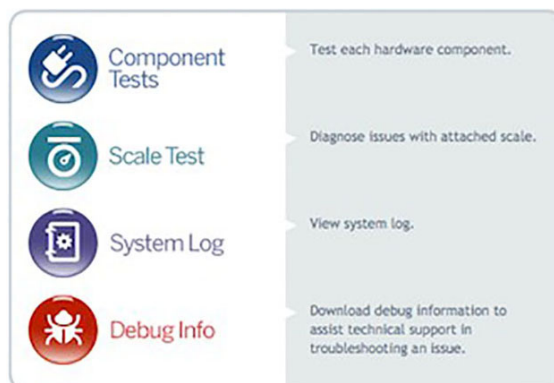 Component
Tests
Test each hardware component.
Scale Test
Diagnose issues with attached scale.
System Log
View system log.
Debug Info
Download debug information to
assist technical support in
troubleshooting an issue.